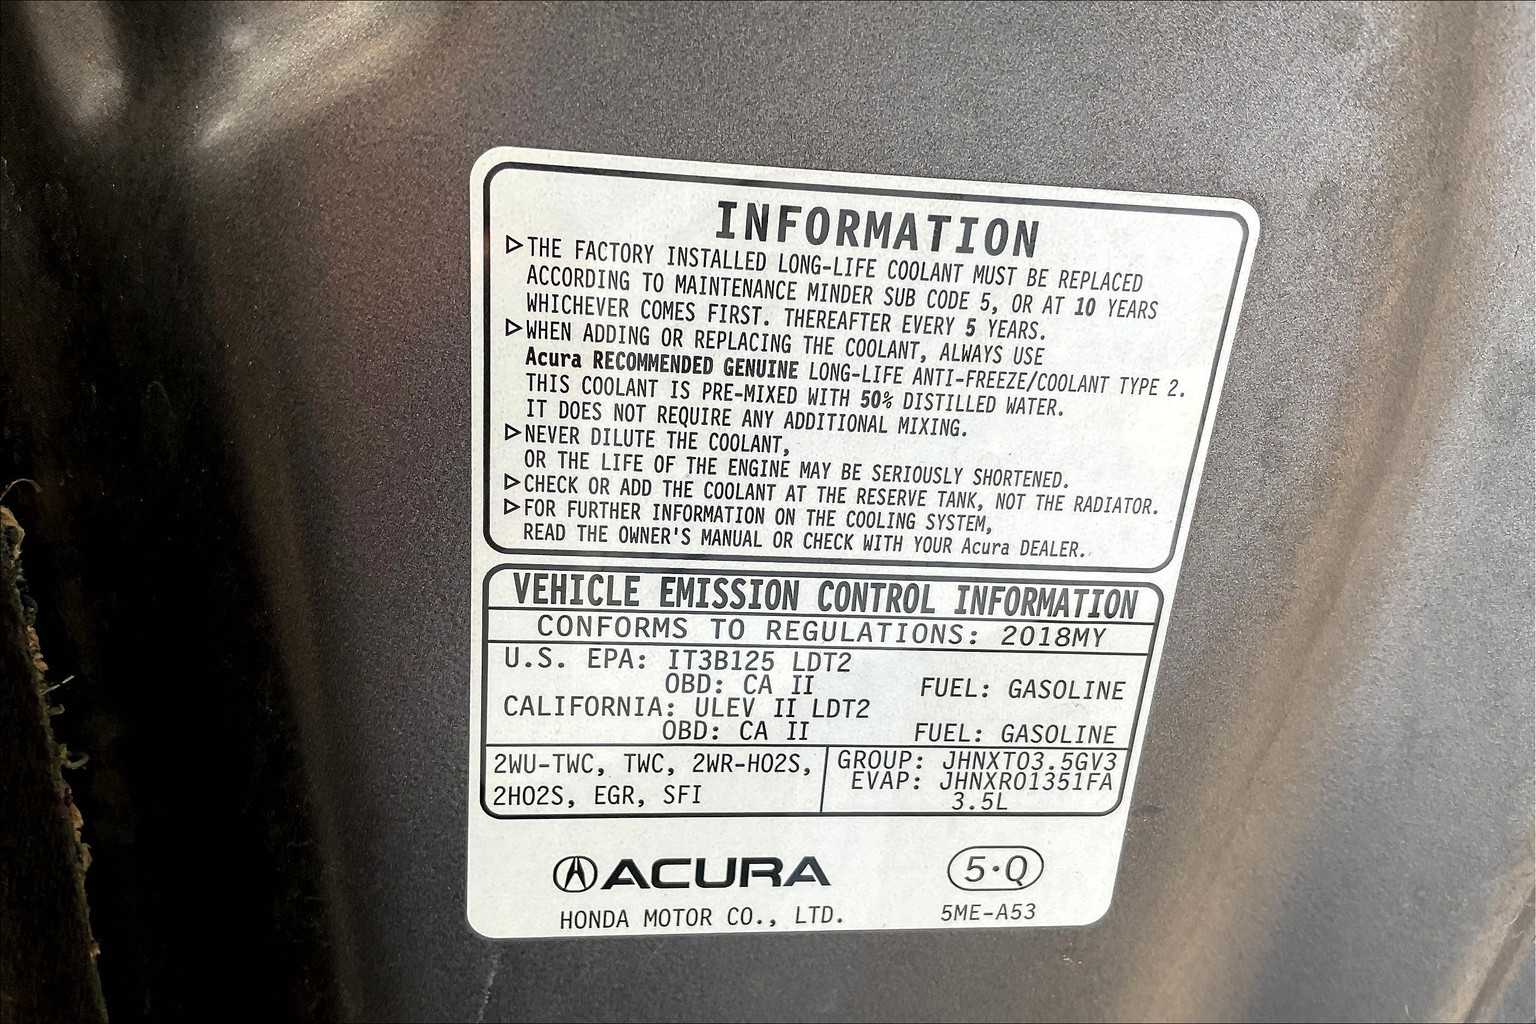 INFORMATION
▷THE FACTORY INSTALLED LONG-LIFE COOLANT MUST BE REPLACED
ACCORDING TO MAINTENANCE MINDER SUB CODE 5, OR AT 10 YEARS
WHICHEVER COMES FIRST. THEREAFTER EVERY 5 YEARS.
▷WHEN ADDING OR REPLACING THE COOLANT, ALWAYS USE
Acura RECOMMENDED GENUINE LONG-LIFE ANTI-FREEZE/COOLANT TYPE 2.
THIS COOLANT IS PRE-MIXED WITH 50% DISTILLED WATER.
IT DOES NOT REQUIRE ANY ADDITIONAL MIXING.
▷NEVER DILUTE THE COOLANT,
OR THE LIFE OF THE ENGINE MAY BE SERIOUSLY SHORTENED.
▷CHECK OR ADD THE COOLANT AT THE RESERVE TANK, NOT THE RADIATOR.
▷FOR FURTHER INFORMATION ON THE COOLING SYSTEM,
READ THE OWNER'S MANUAL OR CHECK WITH YOUR Acura DEALER.
VEHICLE EMISSION CONTROL INFORMATION
CONFORMS TO REGULATIONS: 2018MY
U.S. EPA: IT3B125 LDT2
OBD: CA II FUEL: GASOLINE
CALIFORNIA: ULEV II LDT2
OBD: CA II FUEL: GASOLINE
2WU-TWC, TWC, 2WR-HO2S,
2HO2S, EGR, SFI
GROUP: JHNXT03.5GV3
EVAP: JHNXR01351FA
3.5L
ACURA
5·Q
HONDA MOTOR CO., LTD.
5ME-A53